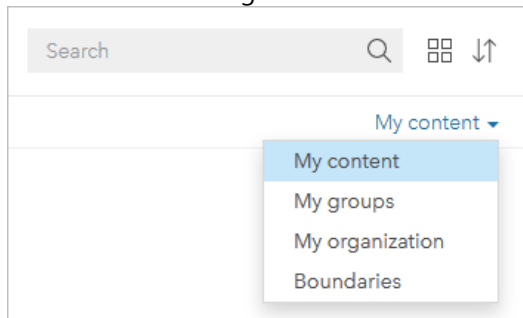 Search
My content
My content
My groups
My organization
Boundaries